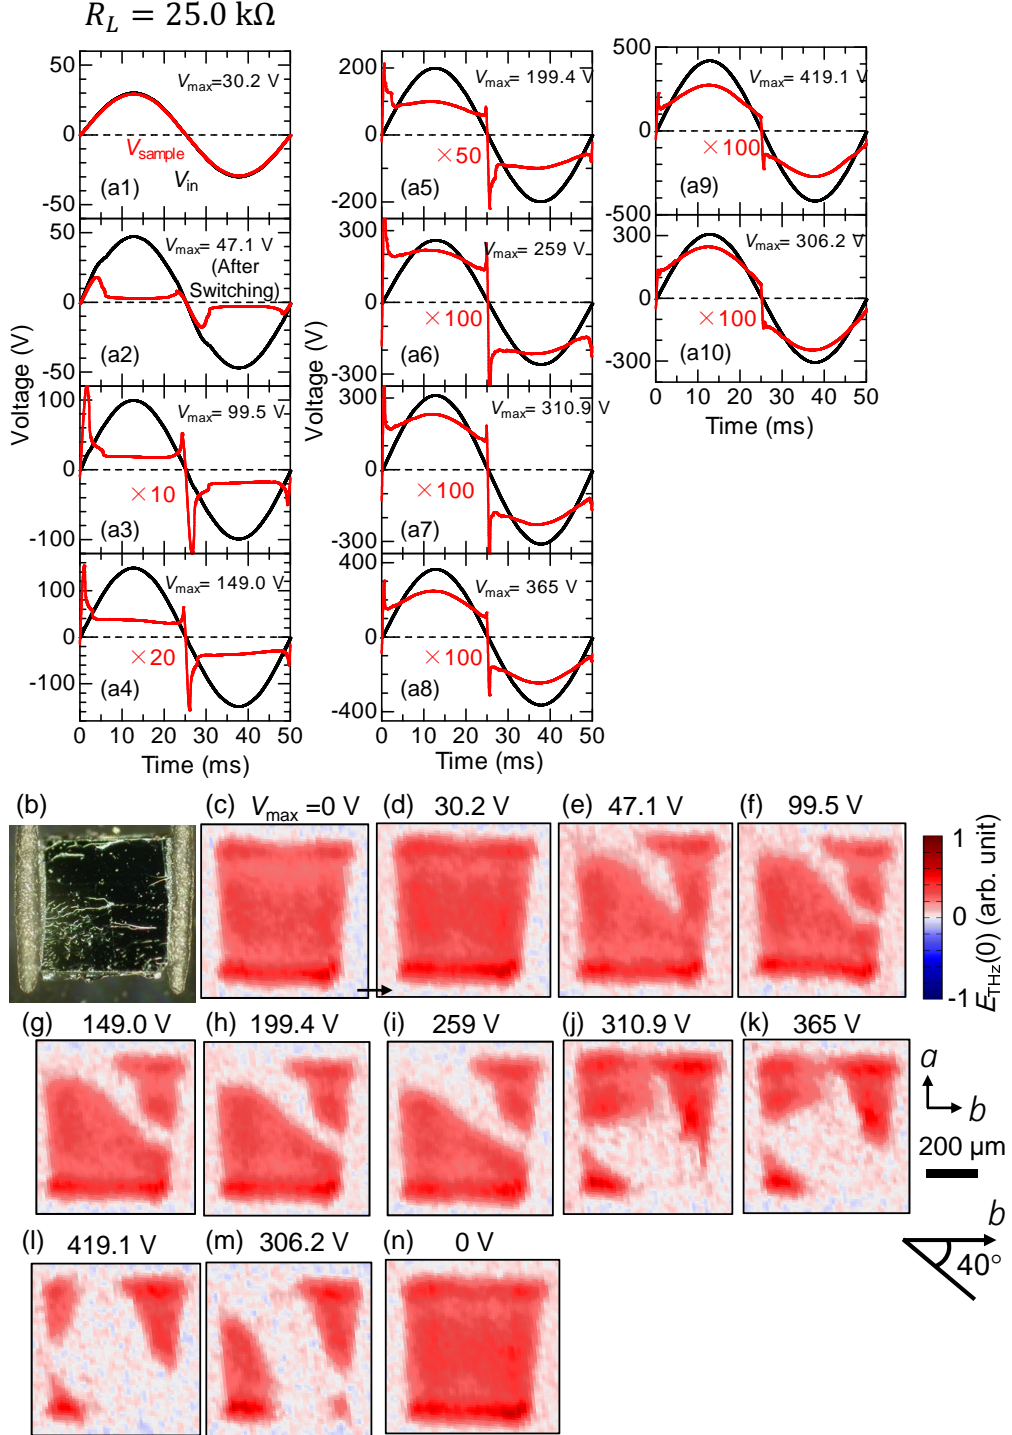 R_L = 25.0 kΩ
50
0
-50
V_max=30.2 V
V_sample
V_in
(a1)
50
0
-50
V_max= 47.1 V
(After
Switching)
(a2)
100
0
-100
V_max= 99.5 V
×10
(a3)
100
0
-100
V_max= 149.0 V
×20
(a4)
0 10 20 30 40 50
Time (ms)
Voltage (V)
200
0
-200
V_max= 199.4 V
×50
(a5)
300
0
-300
V_max= 259 V
×100
(a6)
300
0
-300
V_max= 310.9 V
×100
(a7)
400
0
-400
V_max= 365 V
×100
(a8)
0 10 20 30 40 50
Time (ms)
Voltage (V)
500
0
-500
V_max= 419.1 V
×100
(a9)
300
0
-300
V_max= 306.2 V
×100
(a10)
0 10 20 30 40 50
Time (ms)
(b)
(c) V_max =0 V
(d) 30.2 V
(e) 47.1 V
(f) 99.5 V
1
0
-1
E_THz(0) (arb. unit)
(g) 149.0 V
(h) 199.4 V
(i) 259 V
(j) 310.9 V
(k) 365 V
a
b
200 µm
(l) 419.1 V
(m) 306.2 V
(n) 0 V
b
40°